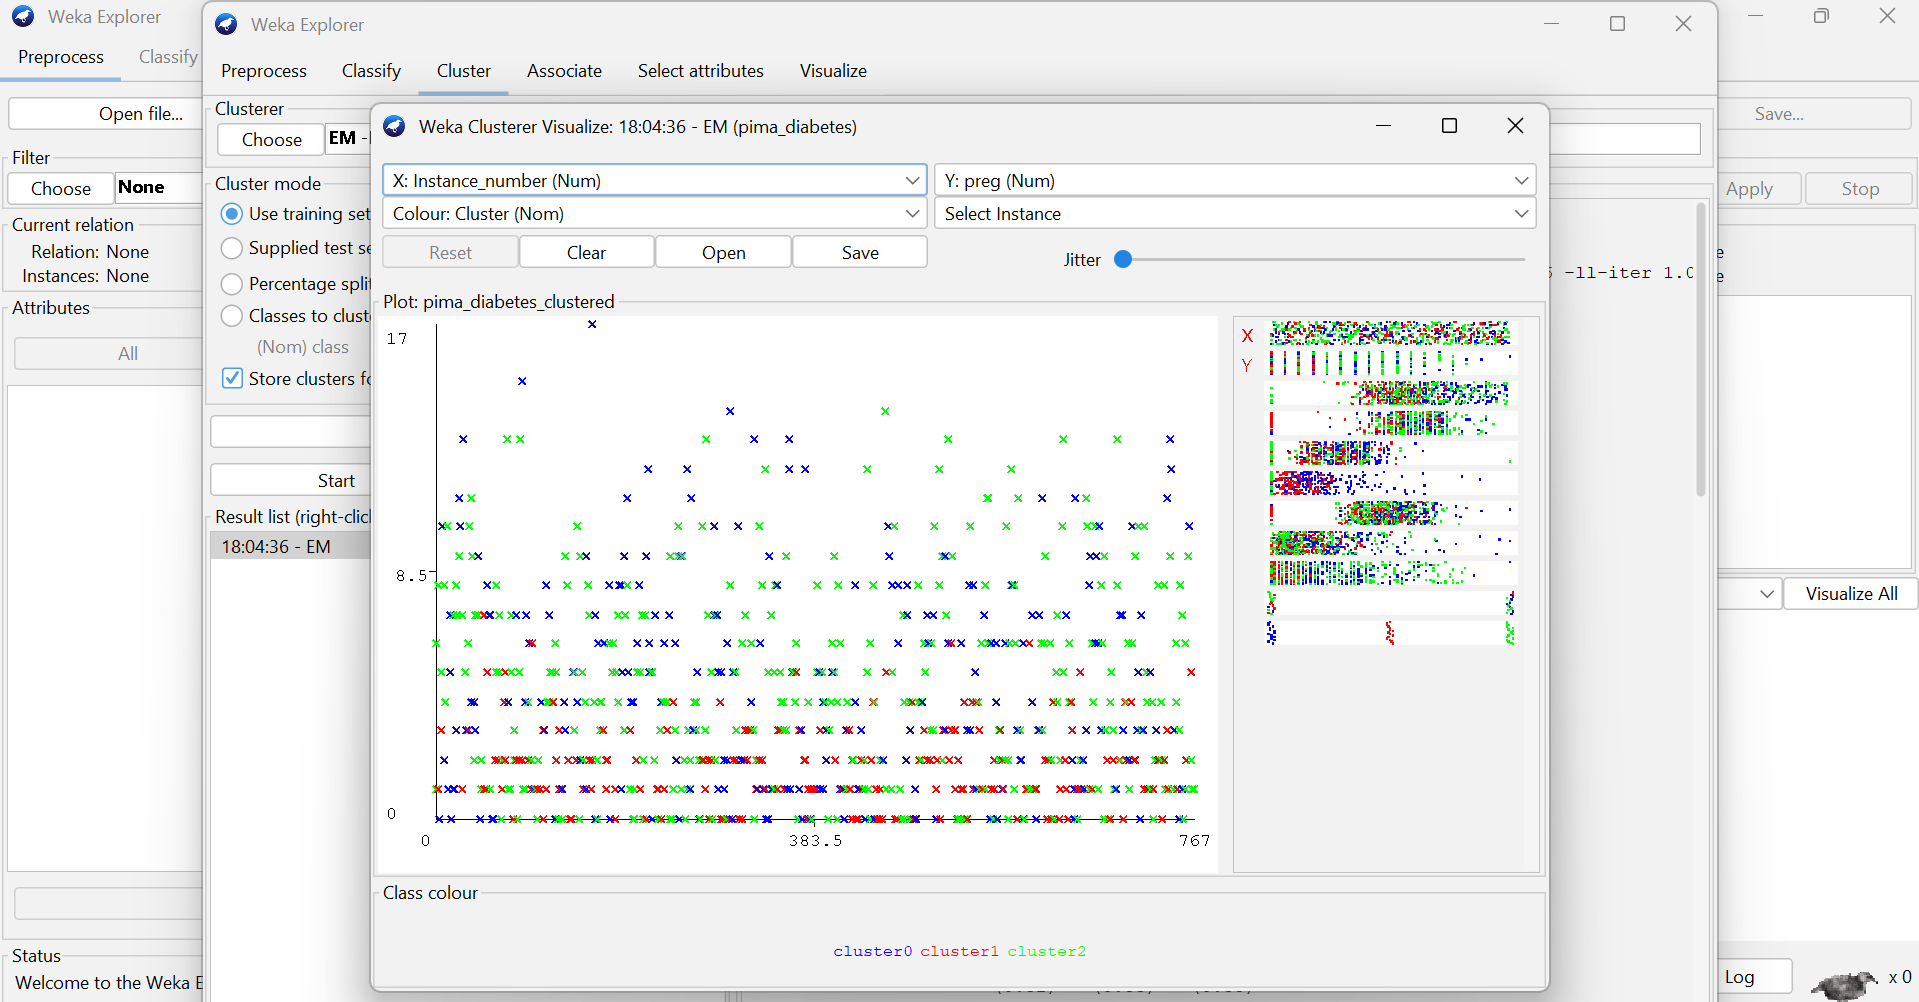 Weka Explorer
Preprocess
Classify
Open file...
Save...
Filter
Choose
None
Apply
Stop
Current relation
Relation: None
Instances: None
Attributes
All
Visualize All
Status
Welcome to the Weka E
Log
x 0
Weka Explorer
Preprocess
Classify
Cluster
Associate
Select attributes
Visualize
Clusterer
Choose
EM -
Cluster mode
Use training set
Supplied test se
Percentage split
Classes to clust
(Nom) class
Store clusters fo
Start
Result list (right-clic
18:04:36 - EM
-ll-iter 1.0
Weka Clusterer Visualize: 18:04:36 - EM (pima_diabetes)
X: Instance_number (Num)
Y: preg (Num)
Colour: Cluster (Nom)
Select Instance
Reset
Clear
Open
Save
Jitter
Plot: pima_diabetes_clustered
17
8.5
0
0
383.5
767
X
Y
Class colour
cluster0 cluster1 cluster2